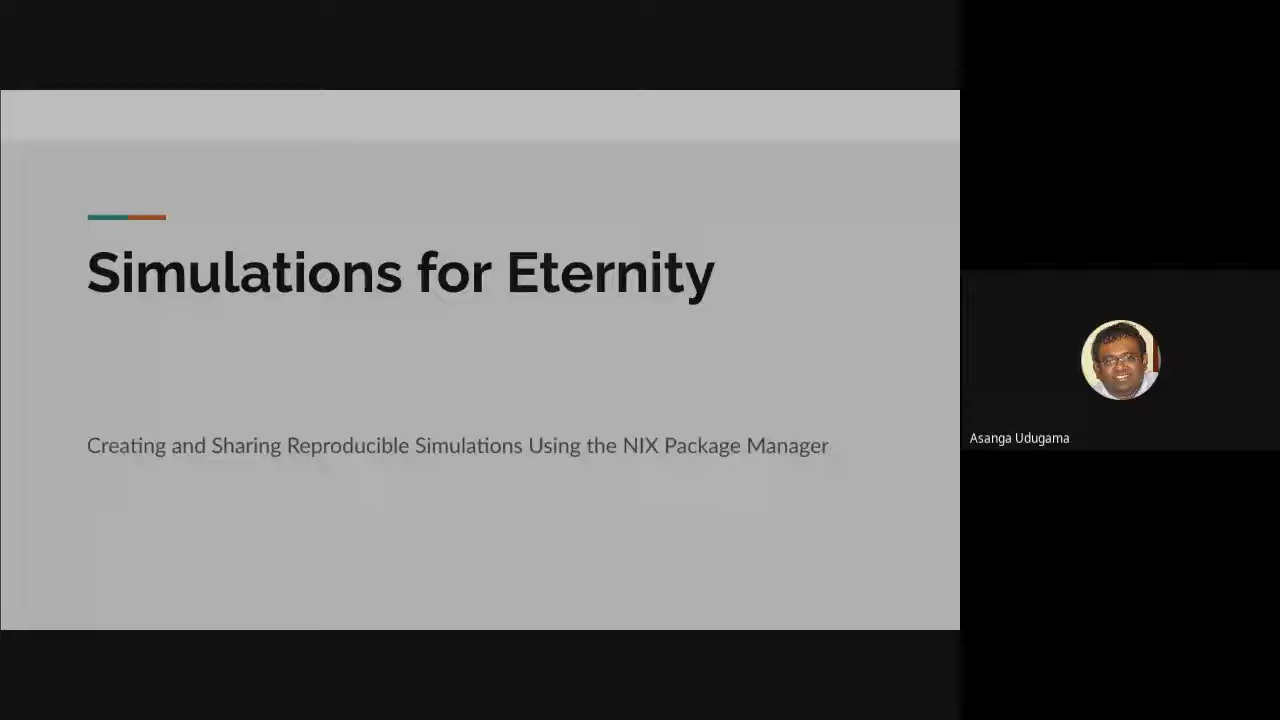 Simulations for Eternity
Creating and Sharing Reproducible Simulations Using the NIX Package Manager
Asanga Udugama